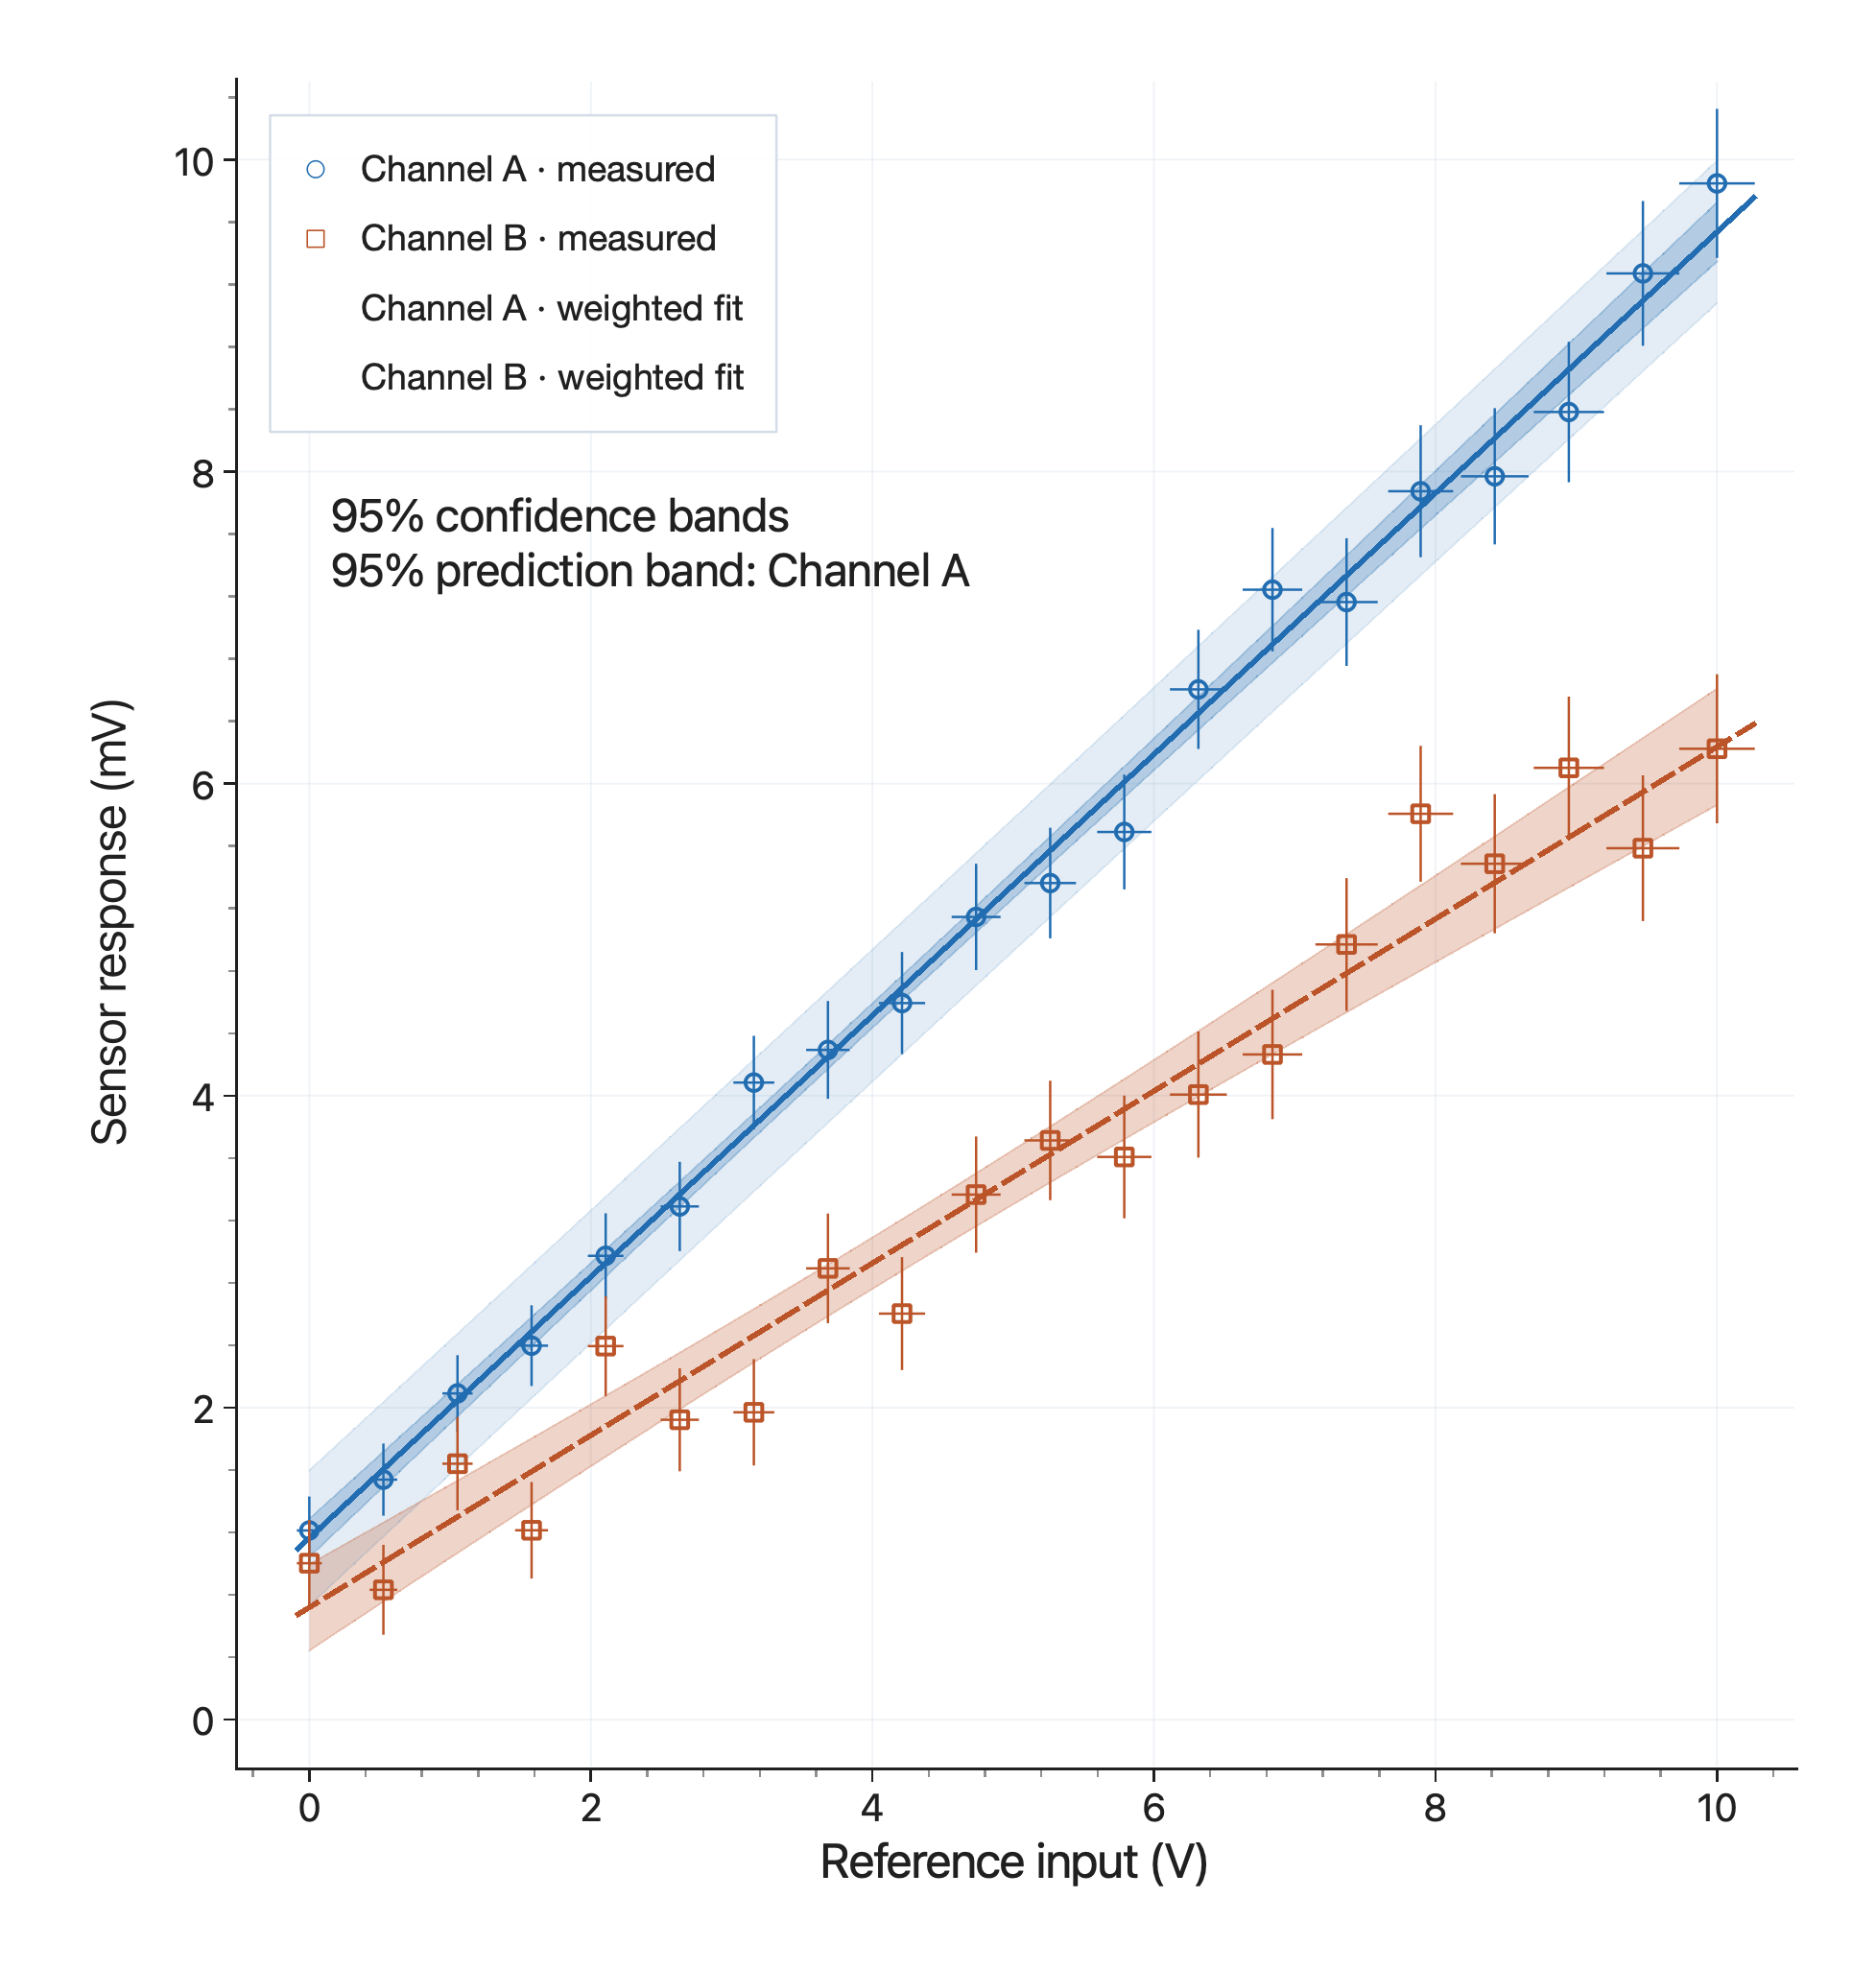 Channel A · measured
Channel B · measured
Channel A · weighted fit
Channel B · weighted fit
95% confidence bands
95% prediction band: Channel A
Sensor response (mV)
10
8
6
4
2
0
0 2 4 6 8 10
Reference input (V)